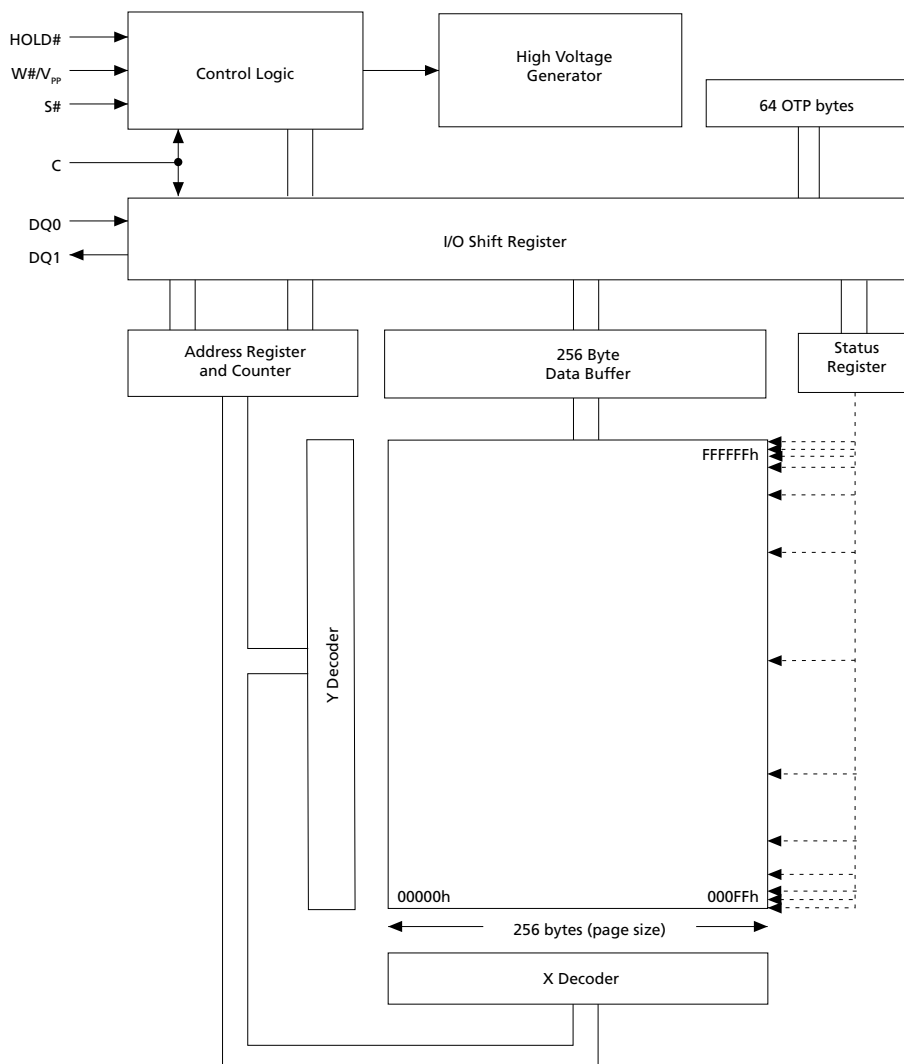 HOLD#
W#/VPP
S#
C
DQ0
DQ1
Control Logic
High Voltage
Generator
64 OTP bytes
I/O Shift Register
Address Register
and Counter
256 Byte
Data Buffer
Status
Register
Y Decoder
FFFFFFh
00000h
000FFh
256 bytes (page size)
X Decoder